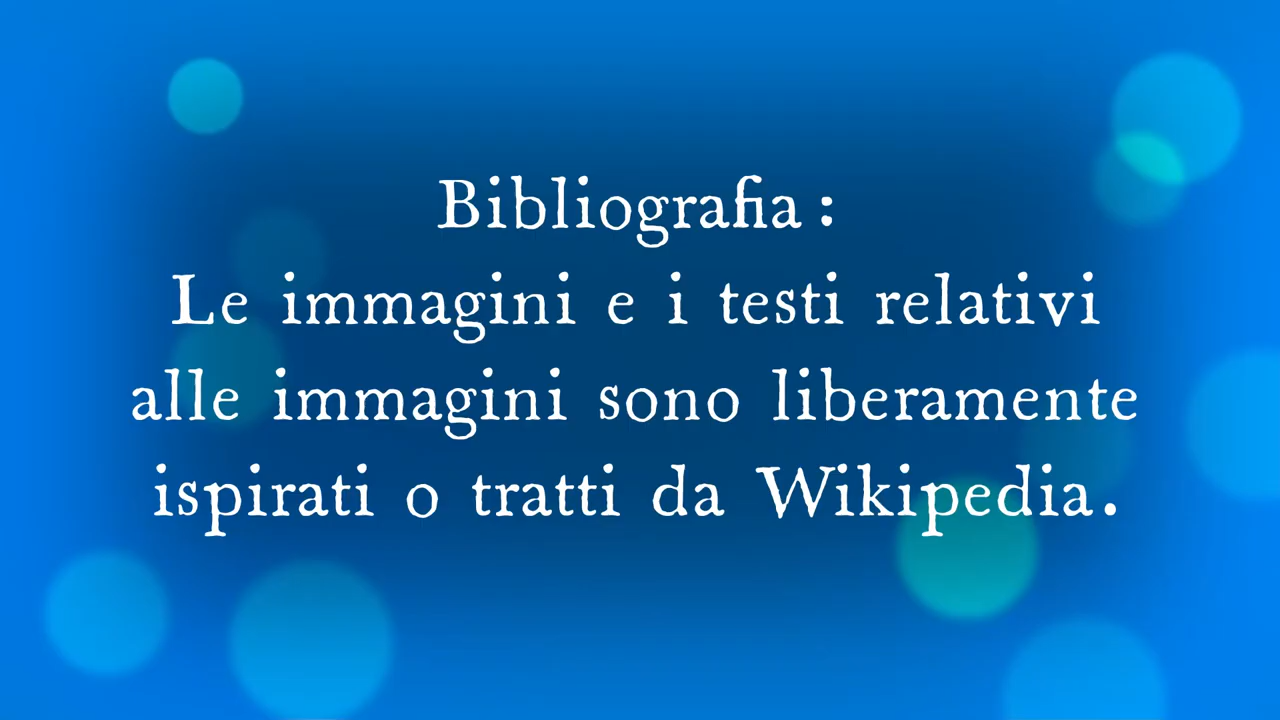 Bibliografia :
Le immagini e i testi relativi
alle immagini sono liberamente
ispirati o tratti da Wikipedia.